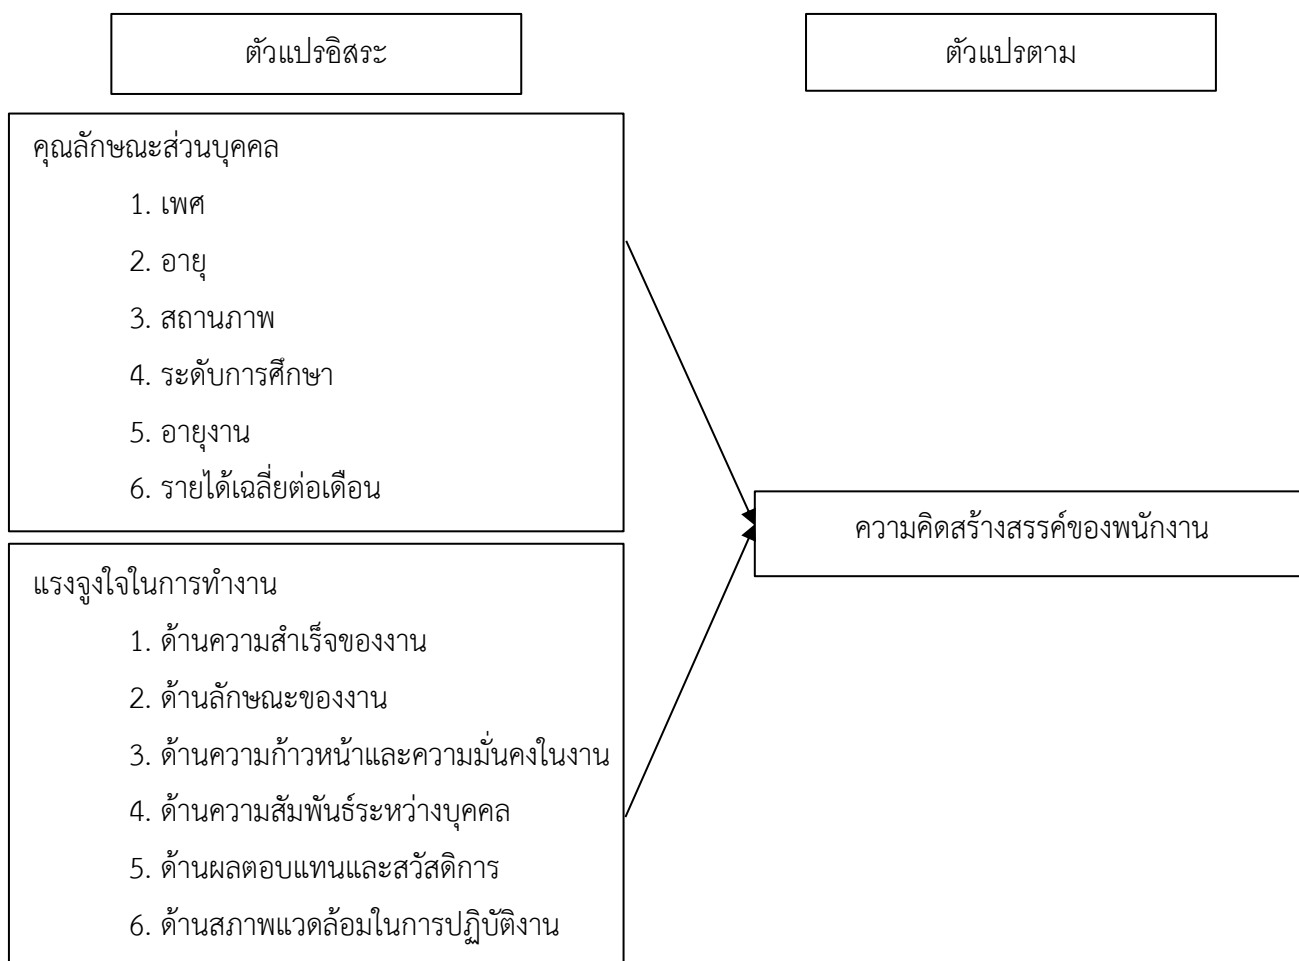 ตัวแปรอิสระ
ตัวแปรตาม
คุณลักษณะส่วนบุคคล
1. เพศ
2. อายุ
3. สถานภาพ
4. ระดับการศึกษา
5. อายุงาน
6. รายได้เฉลี่ยต่อเดือน
ความคิดสร้างสรรค์ของพนักงาน
แรงจูงใจในการทำงาน
1. ด้านความสำเร็จของงาน
2. ด้านลักษณะของงาน
3. ด้านความก้าวหน้าและความมั่นคงในงาน
4. ด้านความสัมพันธ์ระหว่างบุคคล
5. ด้านผลตอบแทนและสวัสดิการ
6. ด้านสภาพแวดล้อมในการปฏิบัติงาน